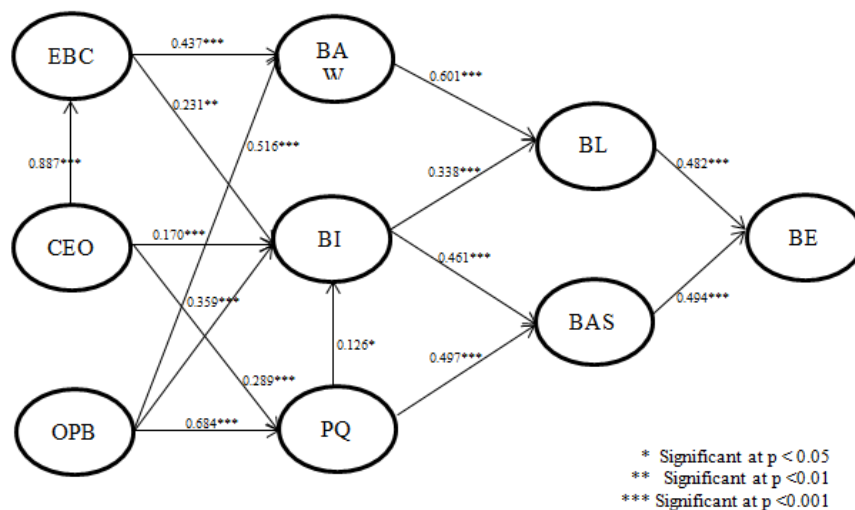 EBC
0.437***
BA
W
0.231**
0.601***
0.516***
BL
0.887***
0.338***
0.482***
CEO
0.170***
BI
BE
0.461***
0.359***
BAS
0.494***
0.126*
0.497***
0.289***
OPB
0.684***
PQ
* Significant at p < 0.05
** Significant at p <0.01
*** Significant at p <0.001